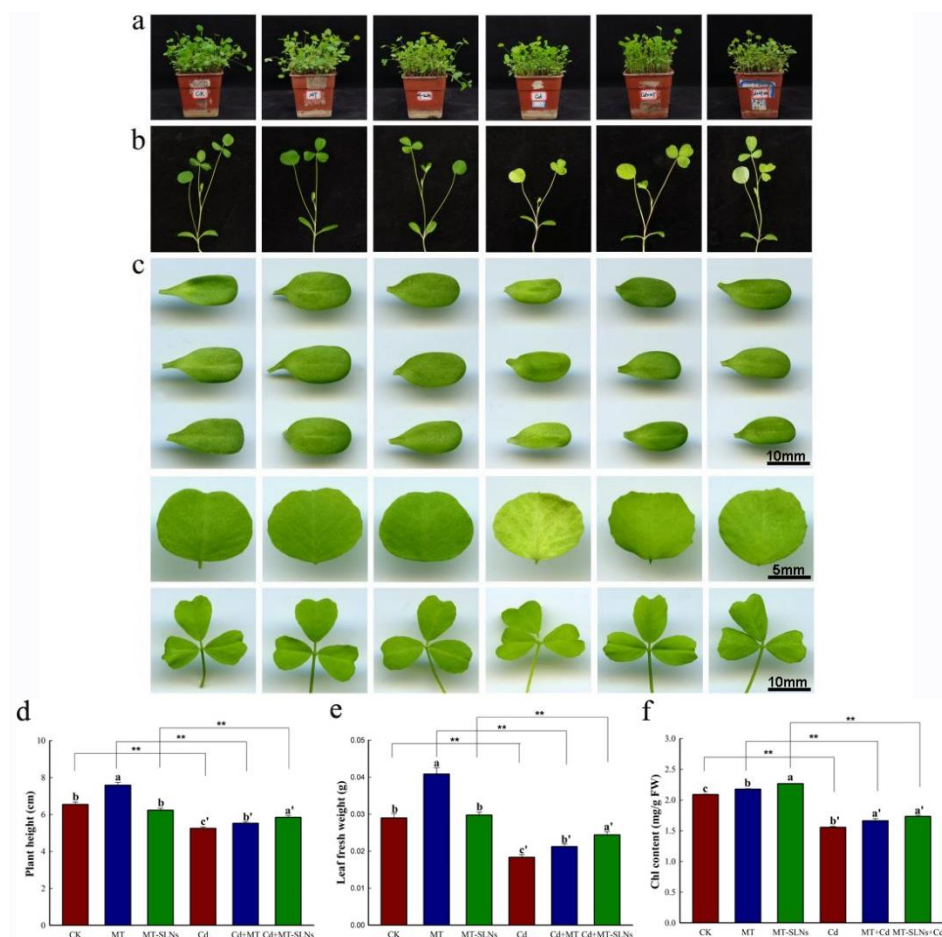 a
CK
MT
Cd
b
c
10mm
5mm
10mm
d
Plant height (cm)
10
8
6
4
2
0
**
**
**
b
a
b
c'
b'
a'
CK
MT
MT-SLNs
Cd
Cd+MT
Cd+MT-SLNs
e
Leaf fresh weight (g)
0.05
0.04
0.03
0.02
0.01
0.00
**
**
**
b
a
b
c'
b'
a'
CK
MT
MT-SLNs
Cd
Cd+MT
Cd+MT-SLNs
f
Chl content (mg/g FW)
3.0
2.5
2.0
1.5
1.0
0.5
0.0
**
**
**
c
b
a
b'
a'
a'
CK
MT
MT-SLNs
Cd
MT+Cd
MT-SLNs+Cd